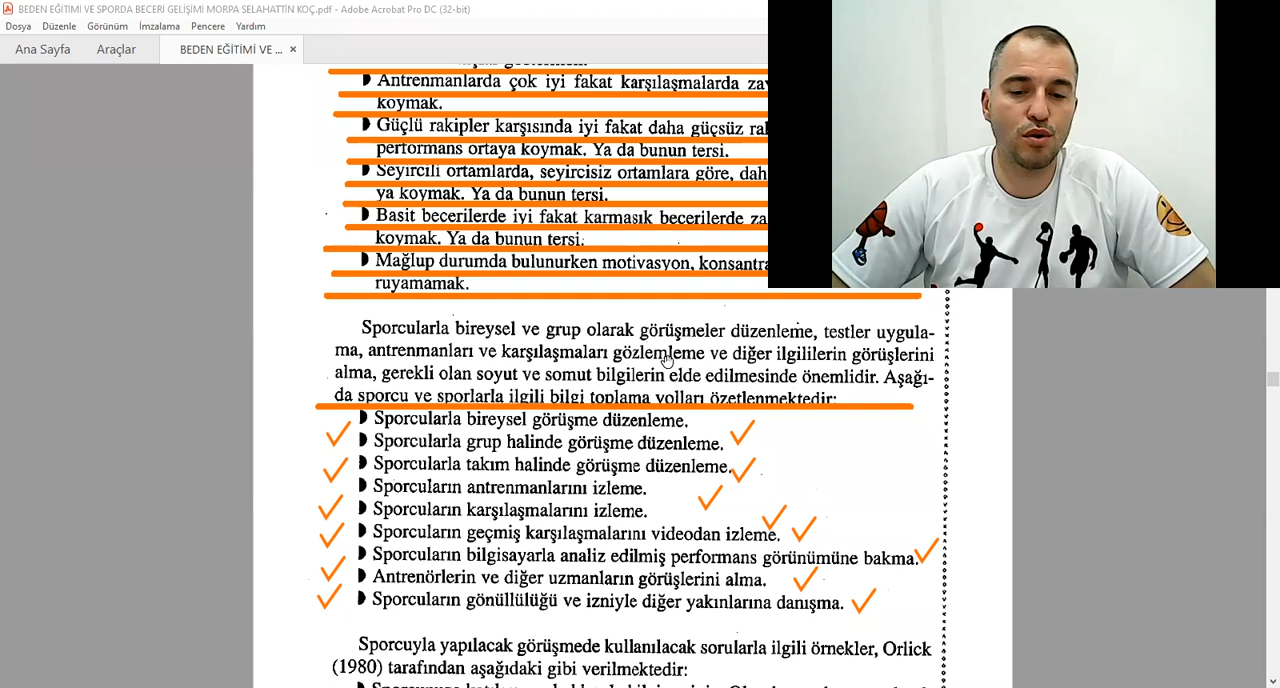 BEDEN EĞİTİMİ VE SPORDA BECERİ GELİŞİMİ MORPA SELAHATTİN KOÇ.pdf - Adobe Acrobat Pro DC (32-bit)
Dosya Düzenle Görünüm İmzalama Pencere Yardım
Ana Sayfa Araçlar BEDEN EĞİTİMİ VE ... ×
Antrenmanlarda çok iyi fakat karşılaşmalarda
koymak.
Güçlü rakipler karşısında iyi fakat daha güçsüz
performans ortaya koymak. Ya da bunun tersi.
Seyircili ortamlarda, seyircisiz ortamlara göre,
ya koymak. Ya da bunun tersi.
Basit becerilerde iyi fakat karmaşık becerilerde
koymak. Ya da bunun tersi.
Mağlup durumda bulunurken motivasyon,
ruyamamak.
Sporcularla bireysel ve grup olarak görüşmeler düzenleme, testler uygula-
ma, antrenmanları ve karşılaşmaları gözlemleme ve diğer ilgililerin görüşlerini
alma, gerekli olan soyut ve somut bilgilerin elde edilmesinde önemlidir. Aşağı-
da sporcu ve sporlarla ilgili bilgi toplama yolları özetlenmektedir:
Sporcularla bireysel görüşme düzenleme.
Sporcularla grup halinde görüşme düzenleme.
Sporcularla takım halinde görüşme düzenleme.
Sporcuların antrenmanlarını izleme.
Sporcuların karşılaşmalarını izleme.
Sporcuların geçmiş karşılaşmalarını videodan izleme.
Sporcuların bilgisayarla analiz edilmiş performans görünümüne bakma.
Antrenörlerin ve diğer uzmanların görüşlerini alma.
Sporcuların gönüllülüğü ve izniyle diğer yakınlarına danışma.
Sporcuyla yapılacak görüşmede kullanılacak sorularla ilgili örnekler, Orlick
(1980) tarafından aşağıdaki gibi verilmektedir: